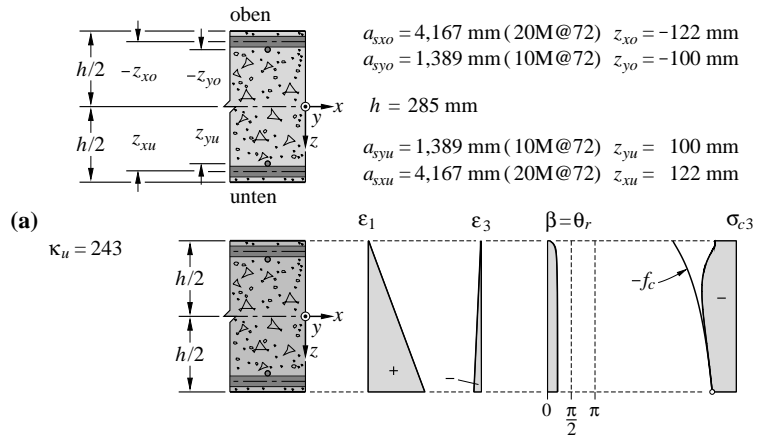 oben
h/2
−z_xo
−z_yo
x
y
h/2
z_xu
z_yu
z
unten
a_sxo = 4,167 mm (20M@72) z_xo = −122 mm
a_syo = 1,389 mm (10M@72) z_yo = −100 mm
h = 285 mm
a_syu = 1,389 mm (10M@72) z_yu = 100 mm
a_sxu = 4,167 mm (20M@72) z_xu = 122 mm
(a)
ε_1 ε_3 β = θ_r σ_c3
κ_u = 243
h/2
x
y
h/2
z
+
−
−f_c
−
0 π/2 π